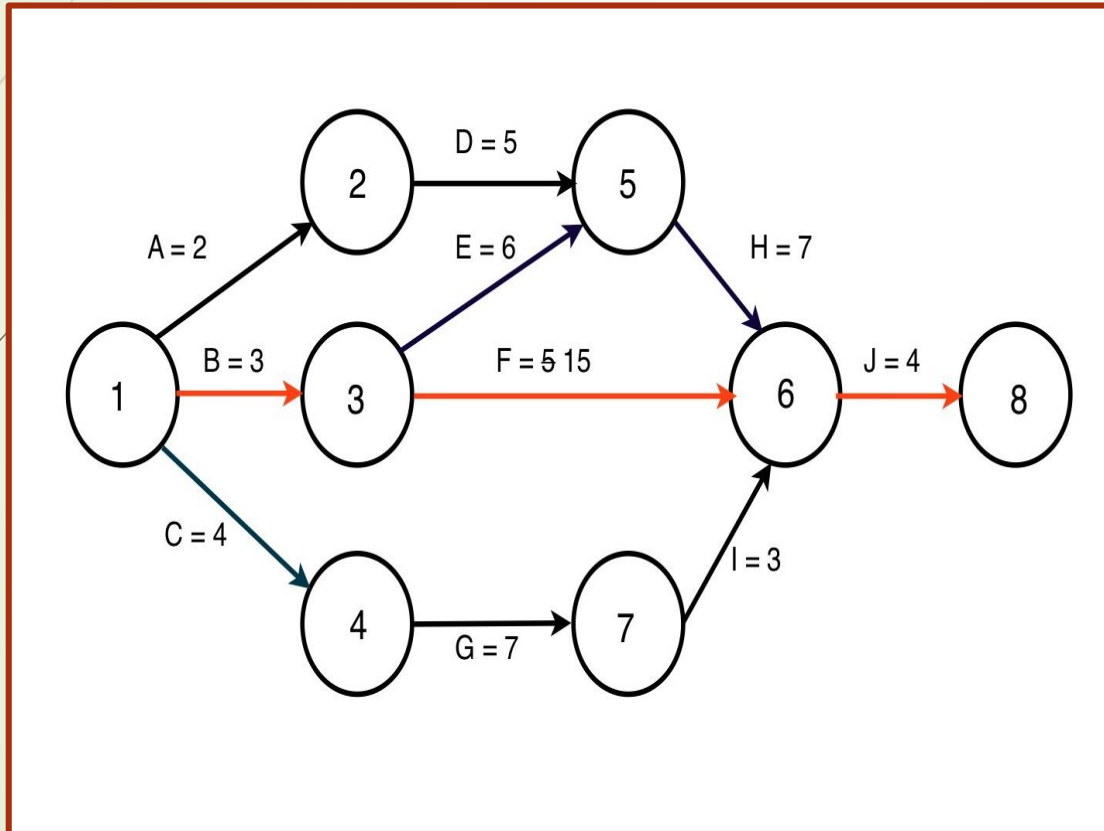 D = 5
2
5
A = 2
E = 6
H = 7
B = 3
F = 5 15
J = 4
1
3
6
8
C = 4
I = 3
4
7
G = 7